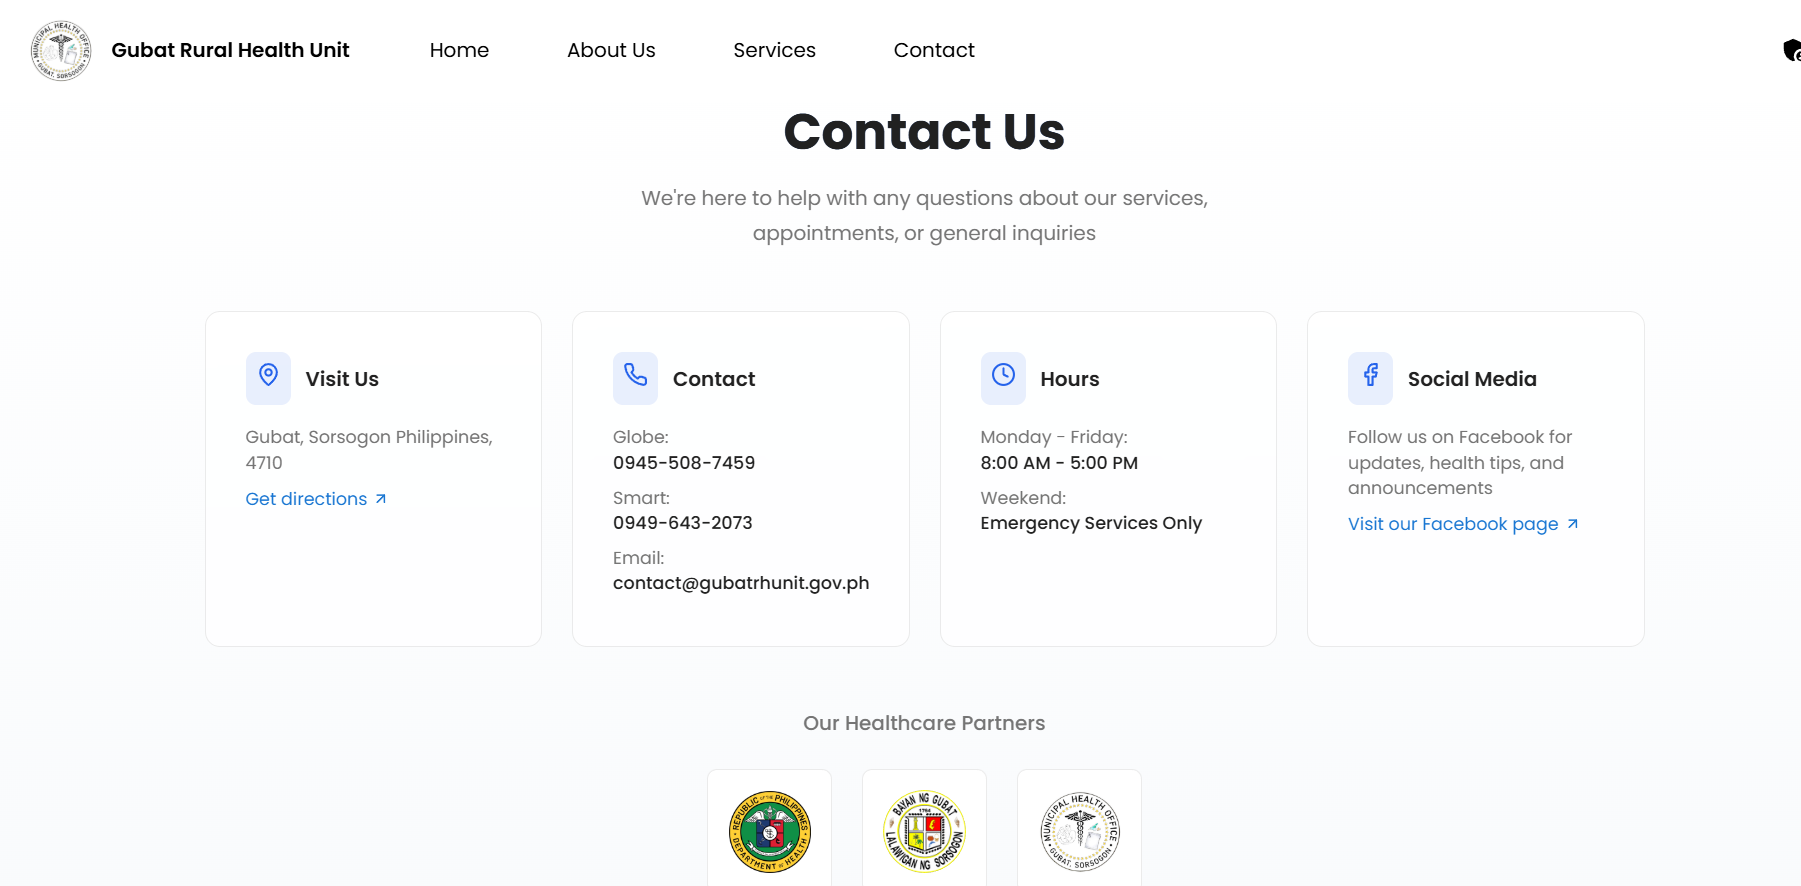 MUNICIPAL HEALTH OFFICE
GUBAT, SORSOGON
Gubat Rural Health Unit
Home
About Us
Services
Contact
Contact Us
We're here to help with any questions about our services,
appointments, or general inquiries
Visit Us
Gubat, Sorsogon Philippines,
4710
Get directions
Contact
Globe:
0945-508-7459
Smart:
0949-643-2073
Email:
contact@gubatrhunit.gov.ph
Hours
Monday - Friday:
8:00 AM - 5:00 PM
Weekend:
Emergency Services Only
Social Media
Follow us on Facebook for
updates, health tips, and
announcements
Visit our Facebook page
Our Healthcare Partners
REPUBLIC OF THE PHILIPPINES
DEPARTMENT OF HEALTH
BAYAN NG GUBAT
1764
LALAWIGAN NG SORSOGON
MUNICIPAL HEALTH OFFICE
GUBAT, SORSOGON